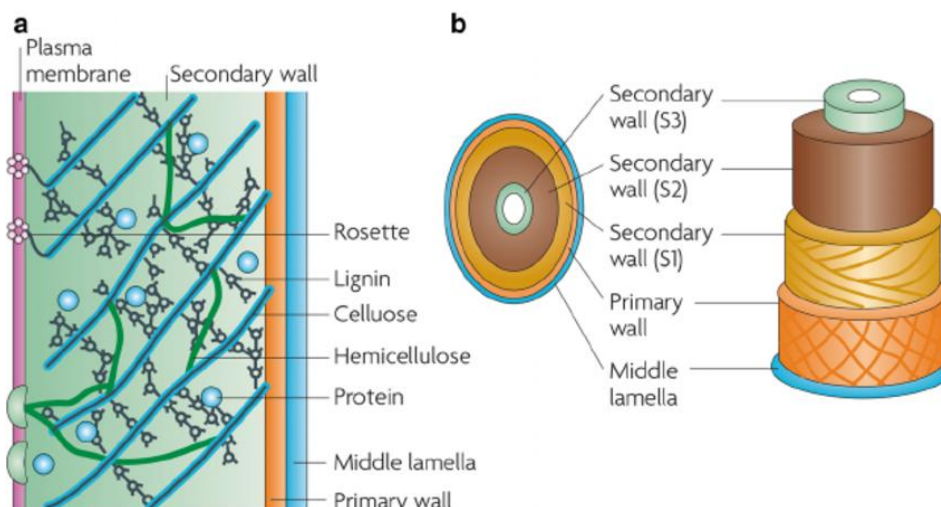 a
Plasma
membrane
Secondary wall
Rosette
Lignin
Celluose
Hemicellulose
Protein
Middle lamella
Primary wall
b
Secondary
wall (S3)
Secondary
wall (S2)
Secondary
wall (S1)
Primary
wall
Middle
lamella